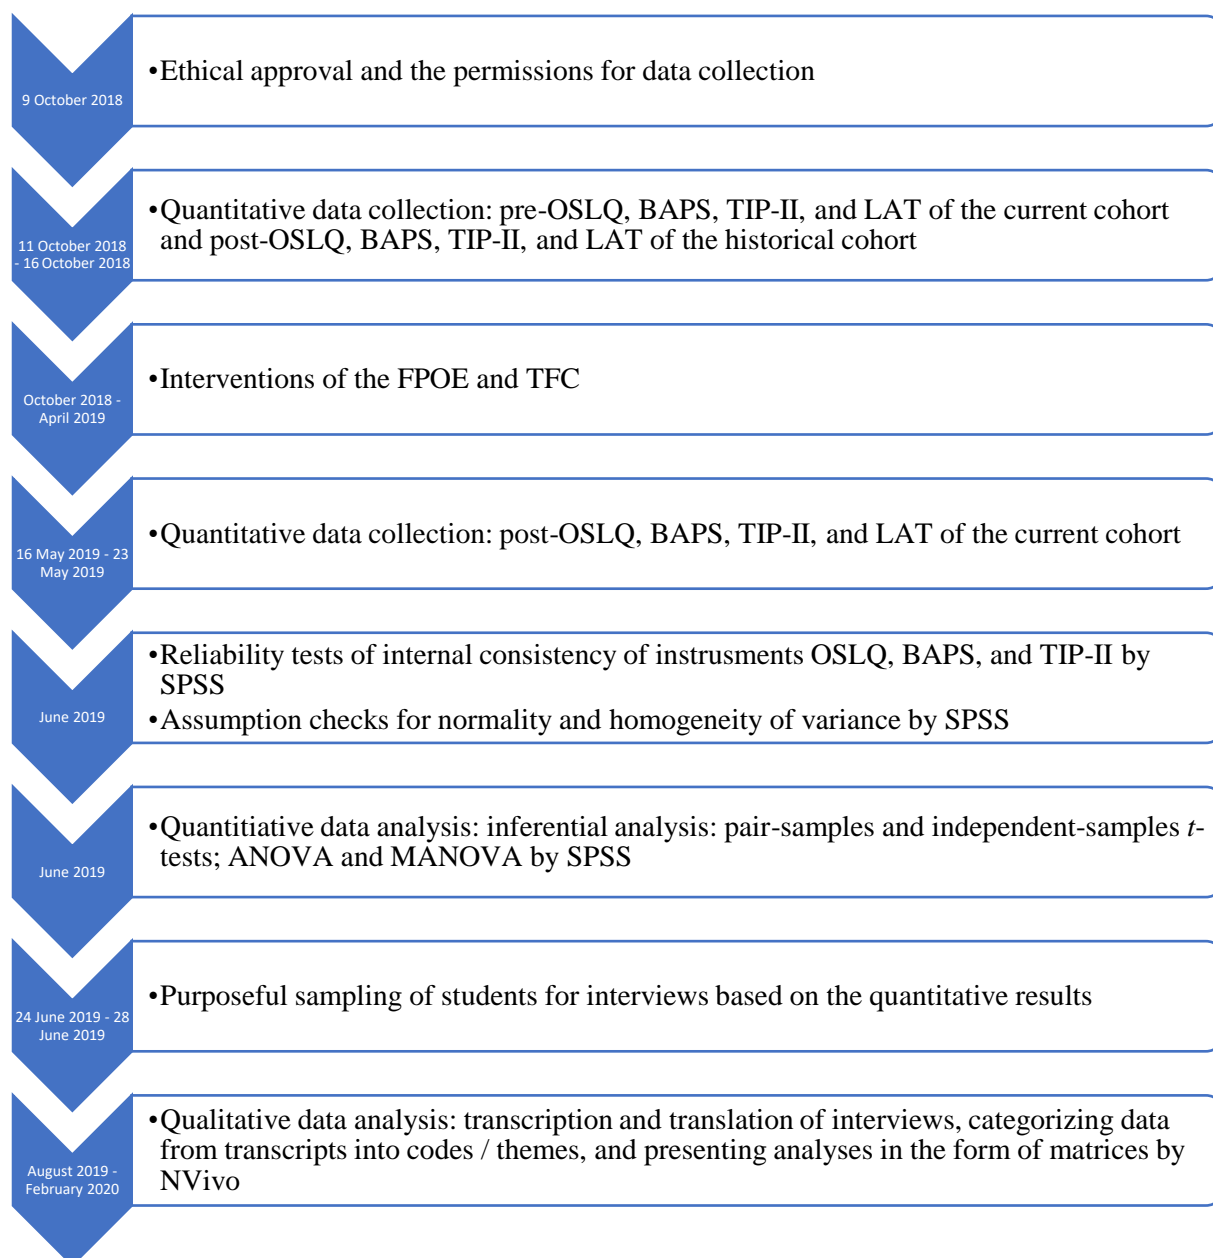 9 October 2018
•Ethical approval and the permissions for data collection
11 October 2018
- 16 October 2018
•Quantitative data collection: pre-OSLQ, BAPS, TIP-II, and LAT of the current cohort
and post-OSLQ, BAPS, TIP-II, and LAT of the historical cohort
October 2018 -
April 2019
•Interventions of the FPOE and TFC
16 May 2019 - 23
May 2019
•Quantitative data collection: post-OSLQ, BAPS, TIP-II, and LAT of the current cohort
June 2019
•Reliability tests of internal consistency of instrusments OSLQ, BAPS, and TIP-II by
SPSS
•Assumption checks for normality and homogeneity of variance by SPSS
June 2019
•Quantitiative data analysis: inferential analysis: pair-samples and independent-samples t-
tests; ANOVA and MANOVA by SPSS
24 June 2019 - 28
June 2019
•Purposeful sampling of students for interviews based on the quantitative results
August 2019 -
February 2020
•Qualitative data analysis: transcription and translation of interviews, categorizing data
from transcripts into codes / themes, and presenting analyses in the form of matrices by
NVivo